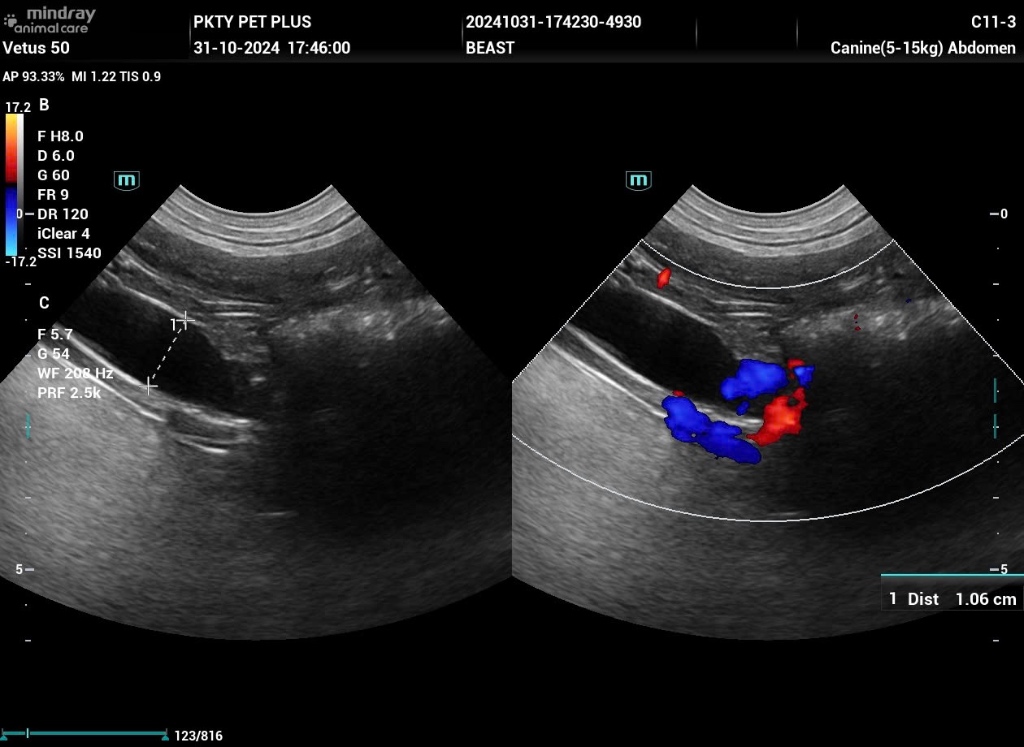 mindray
animal care
Vetus 50
PKTY PET PLUS
31-10-2024 17:46:00
20241031-174230-4930
BEAST
C11-3
Canine(5-15kg) Abdomen
AP 93.33% MI 1.22 TIS 0.9
17.2
B
F H8.0
D 6.0
G 60
FR 9
0
DR 120
iClear 4
-17.2
SSI 1540
C
F 5.7
G 54
WF 208 Hz
PRF 2.5k
m
m
1
0
5
5
1 Dist 1.06 cm
123/816